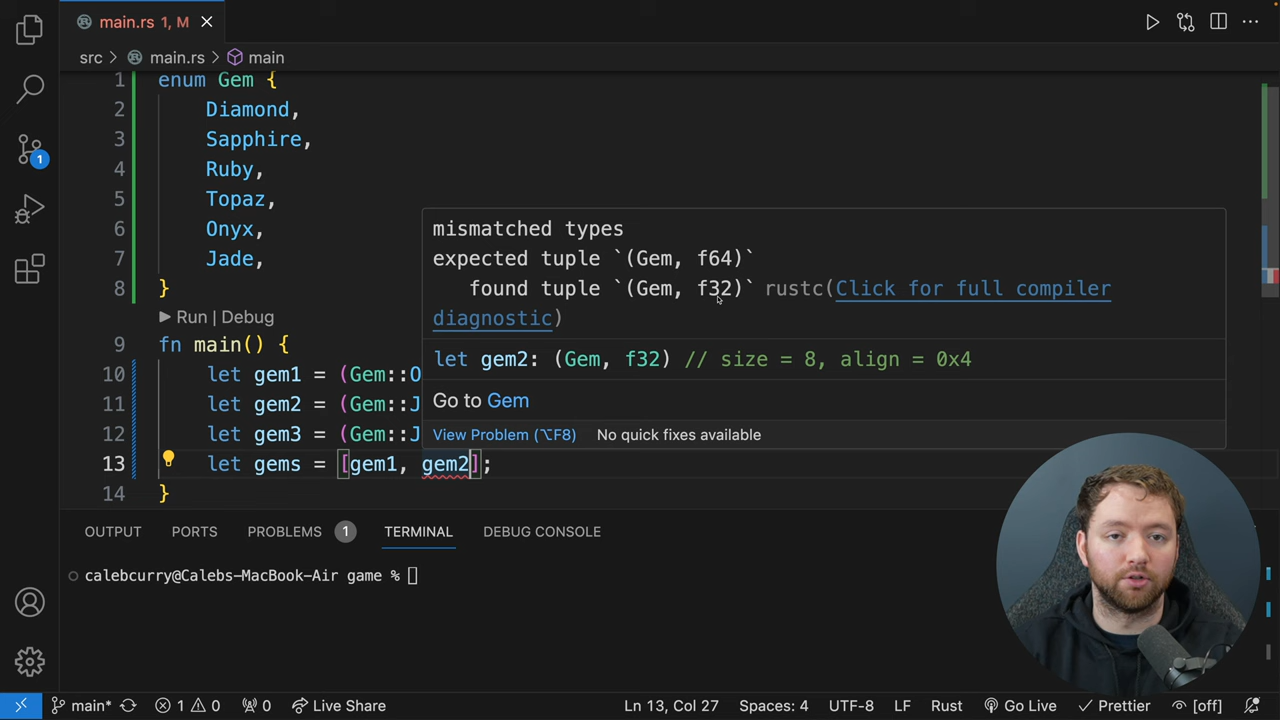 main.rs 1, M
src > main.rs > main
1 enum Gem {
2 Diamond,
3 Sapphire,
4 Ruby,
5 Topaz,
6 Onyx,
7 Jade,
8 }
Run | Debug
9 fn main() {
10 let gem1 = (Gem::O
11 let gem2 = (Gem::J
12 let gem3 = (Gem::J
13 let gems = [gem1, gem2];
14 }
mismatched types
expected tuple `(Gem, f64)`
found tuple `(Gem, f32)` rustc(Click for full compiler
diagnostic)
let gem2: (Gem, f32) // size = 8, align = 0x4
Go to Gem
View Problem (⌥F8) No quick fixes available
1
OUTPUT PORTS PROBLEMS 1 TERMINAL DEBUG CONSOLE
calebcurry@Calebs-MacBook-Air game %
main* 1 0 0 Live Share Ln 13, Col 27 Spaces: 4 UTF-8 LF Rust Go Live Prettier [off]